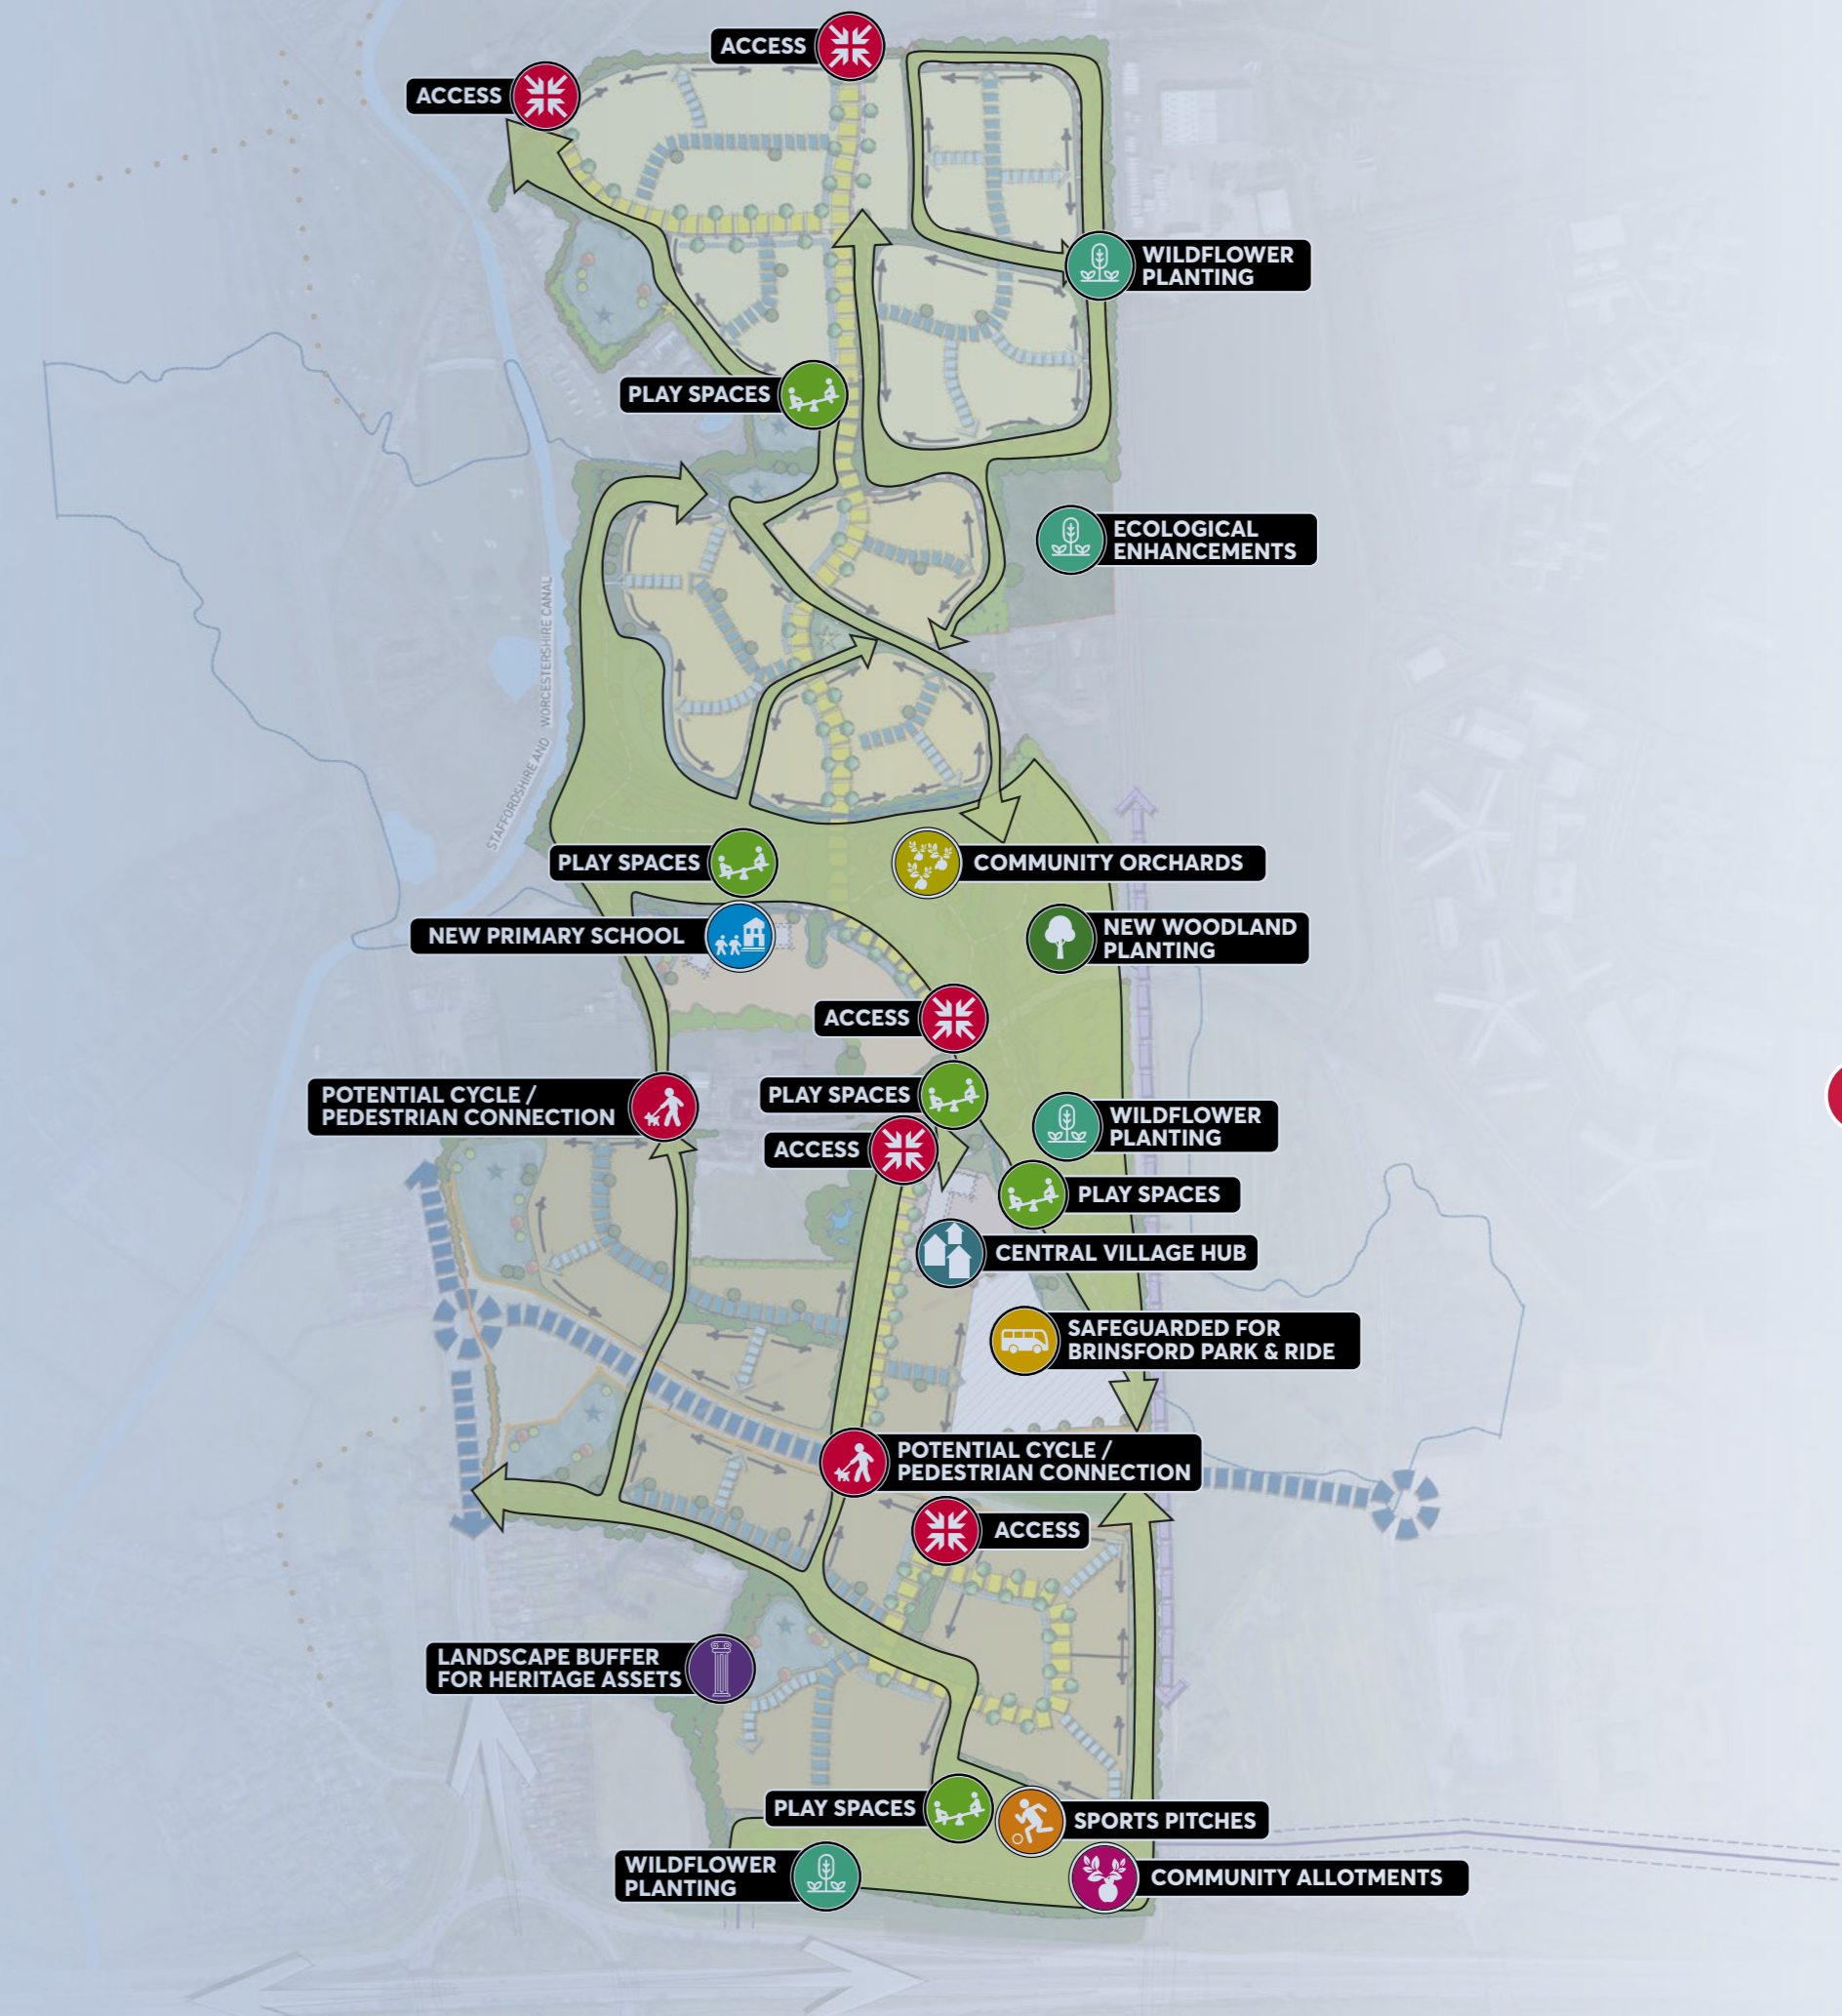 ACCESS
ACCESS
WILDFLOWER
PLANTING
PLAY SPACES
ECOLOGICAL
ENHANCEMENTS
STAFFORDSHIRE AND WORCESTERSHIRE CANAL
PLAY SPACES
COMMUNITY ORCHARDS
NEW PRIMARY SCHOOL
NEW WOODLAND
PLANTING
ACCESS
POTENTIAL CYCLE /
PEDESTRIAN CONNECTION
PLAY SPACES
WILDFLOWER
PLANTING
ACCESS
PLAY SPACES
CENTRAL VILLAGE HUB
SAFEGUARDED FOR
BRINSFORD PARK & RIDE
POTENTIAL CYCLE /
PEDESTRIAN CONNECTION
ACCESS
LANDSCAPE BUFFER
FOR HERITAGE ASSETS
PLAY SPACES
SPORTS PITCHES
WILDFLOWER
PLANTING
COMMUNITY ALLOTMENTS